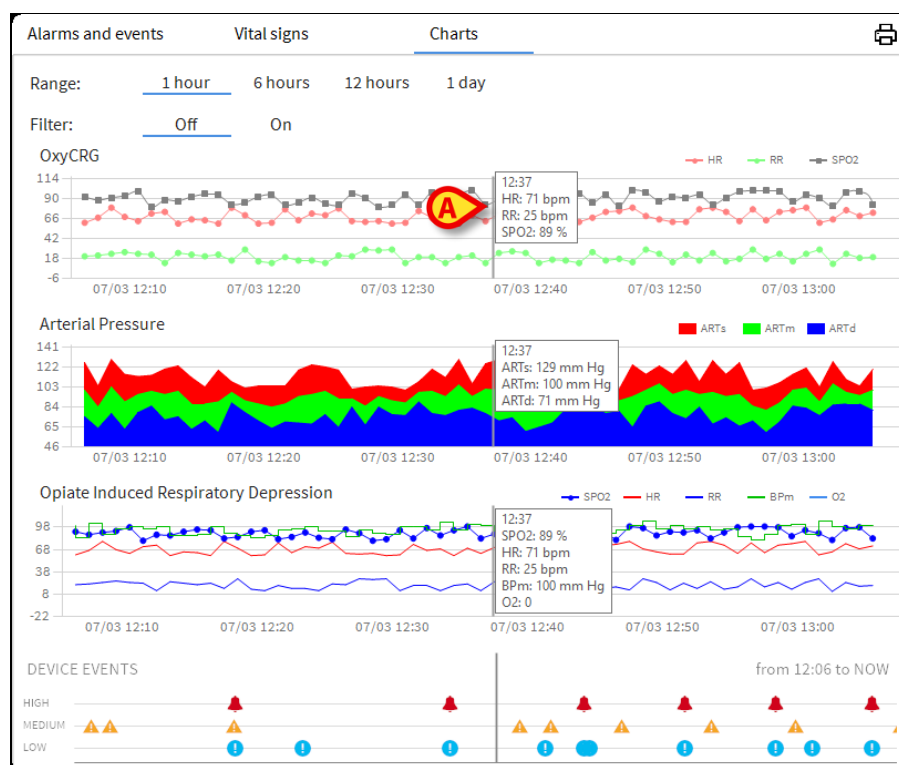 Alarms and events Vital signs Charts
Range: 1 hour 6 hours 12 hours 1 day
Filter: Off On
OxyCRG
HR RR SPO2
114
90
66
42
18
-6
A
12:37
HR: 71 bpm
RR: 25 bpm
SPO2: 89 %
07/03 12:10 07/03 12:20 07/03 12:30 07/03 12:40 07/03 12:50 07/03 13:00
Arterial Pressure
ARTs ARTm ARTd
141
122
103
84
65
46
12:37
ARTs: 129 mm Hg
ARTm: 100 mm Hg
ARTd: 71 mm Hg
07/03 12:10 07/03 12:20 07/03 12:30 07/03 12:40 07/03 12:50 07/03 13:00
Opiate Induced Respiratory Depression
SPO2 HR RR BPm O2
98
68
38
8
-22
12:37
SPO2: 89 %
HR: 71 bpm
RR: 25 bpm
BPm: 100 mm Hg
O2: 0
07/03 12:10 07/03 12:20 07/03 12:30 07/03 12:40 07/03 12:50 07/03 13:00
DEVICE EVENTS from 12:06 to NOW
HIGH
MEDIUM
LOW